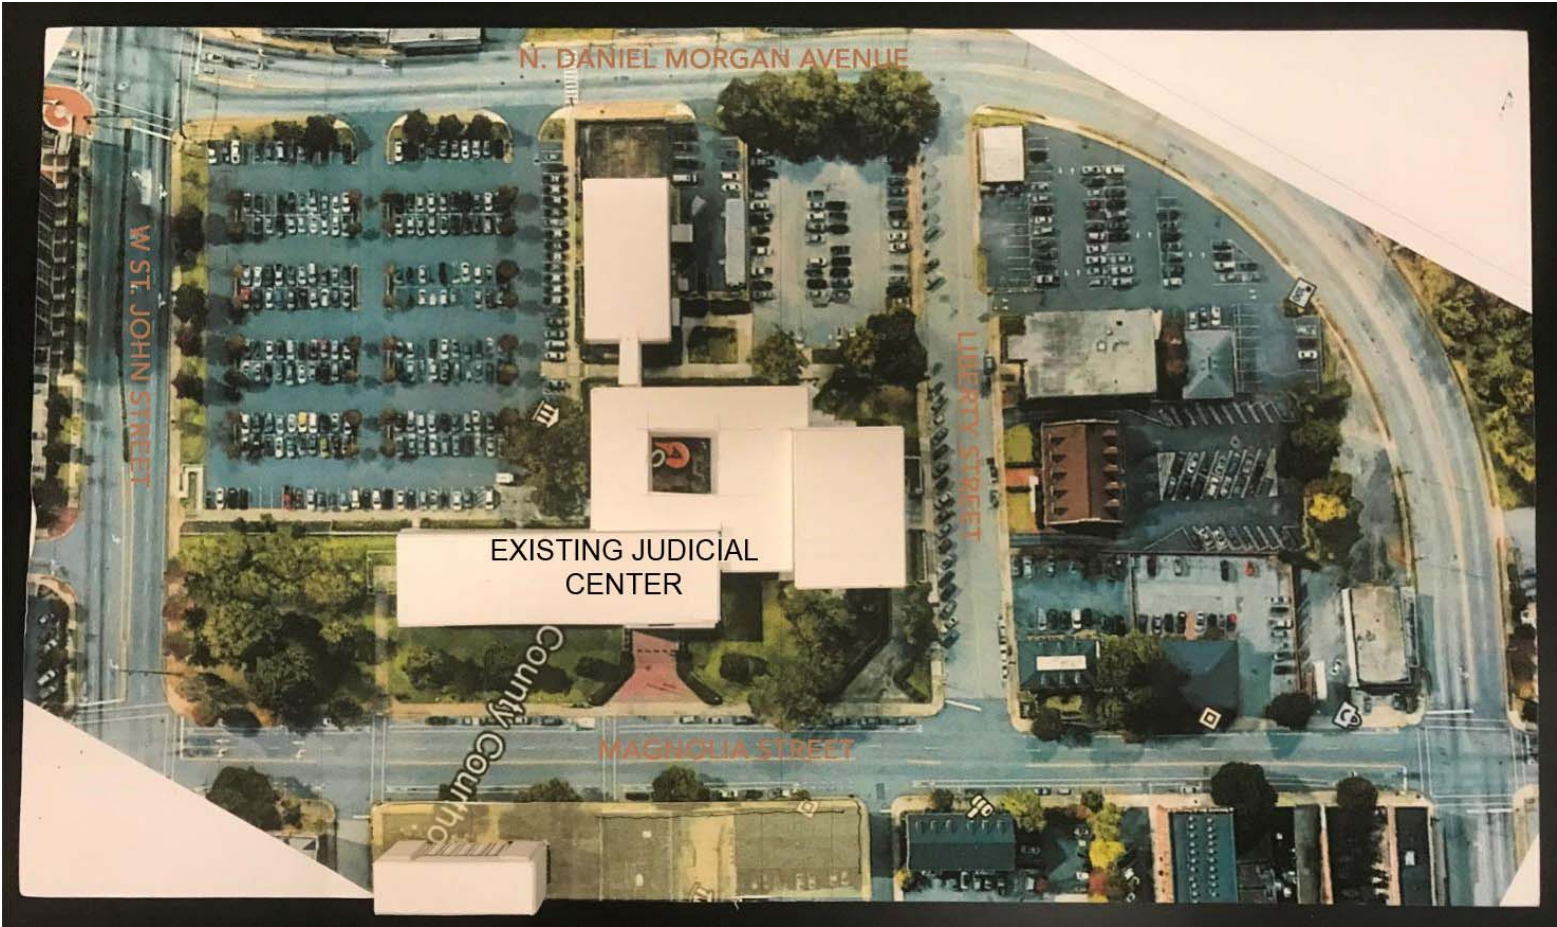 N. DANIEL MORGAN AVENUE
W ST. JOHN STREET
LIBERTY STREET
EXISTING JUDICIAL
CENTER
County Courtho
MAGNOLIA STREET